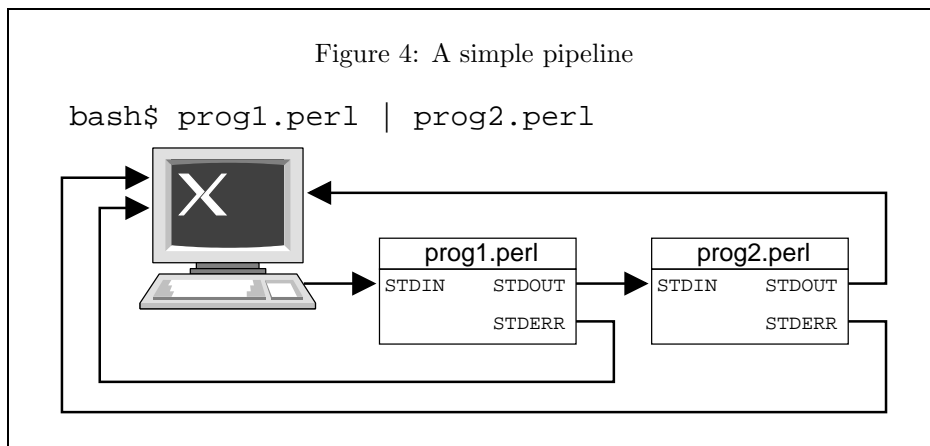 Figure 4: A simple pipeline
bash$ prog1.perl | prog2.perl
X
prog1.perl
STDIN STDOUT
STDERR
prog2.perl
STDIN STDOUT
STDERR